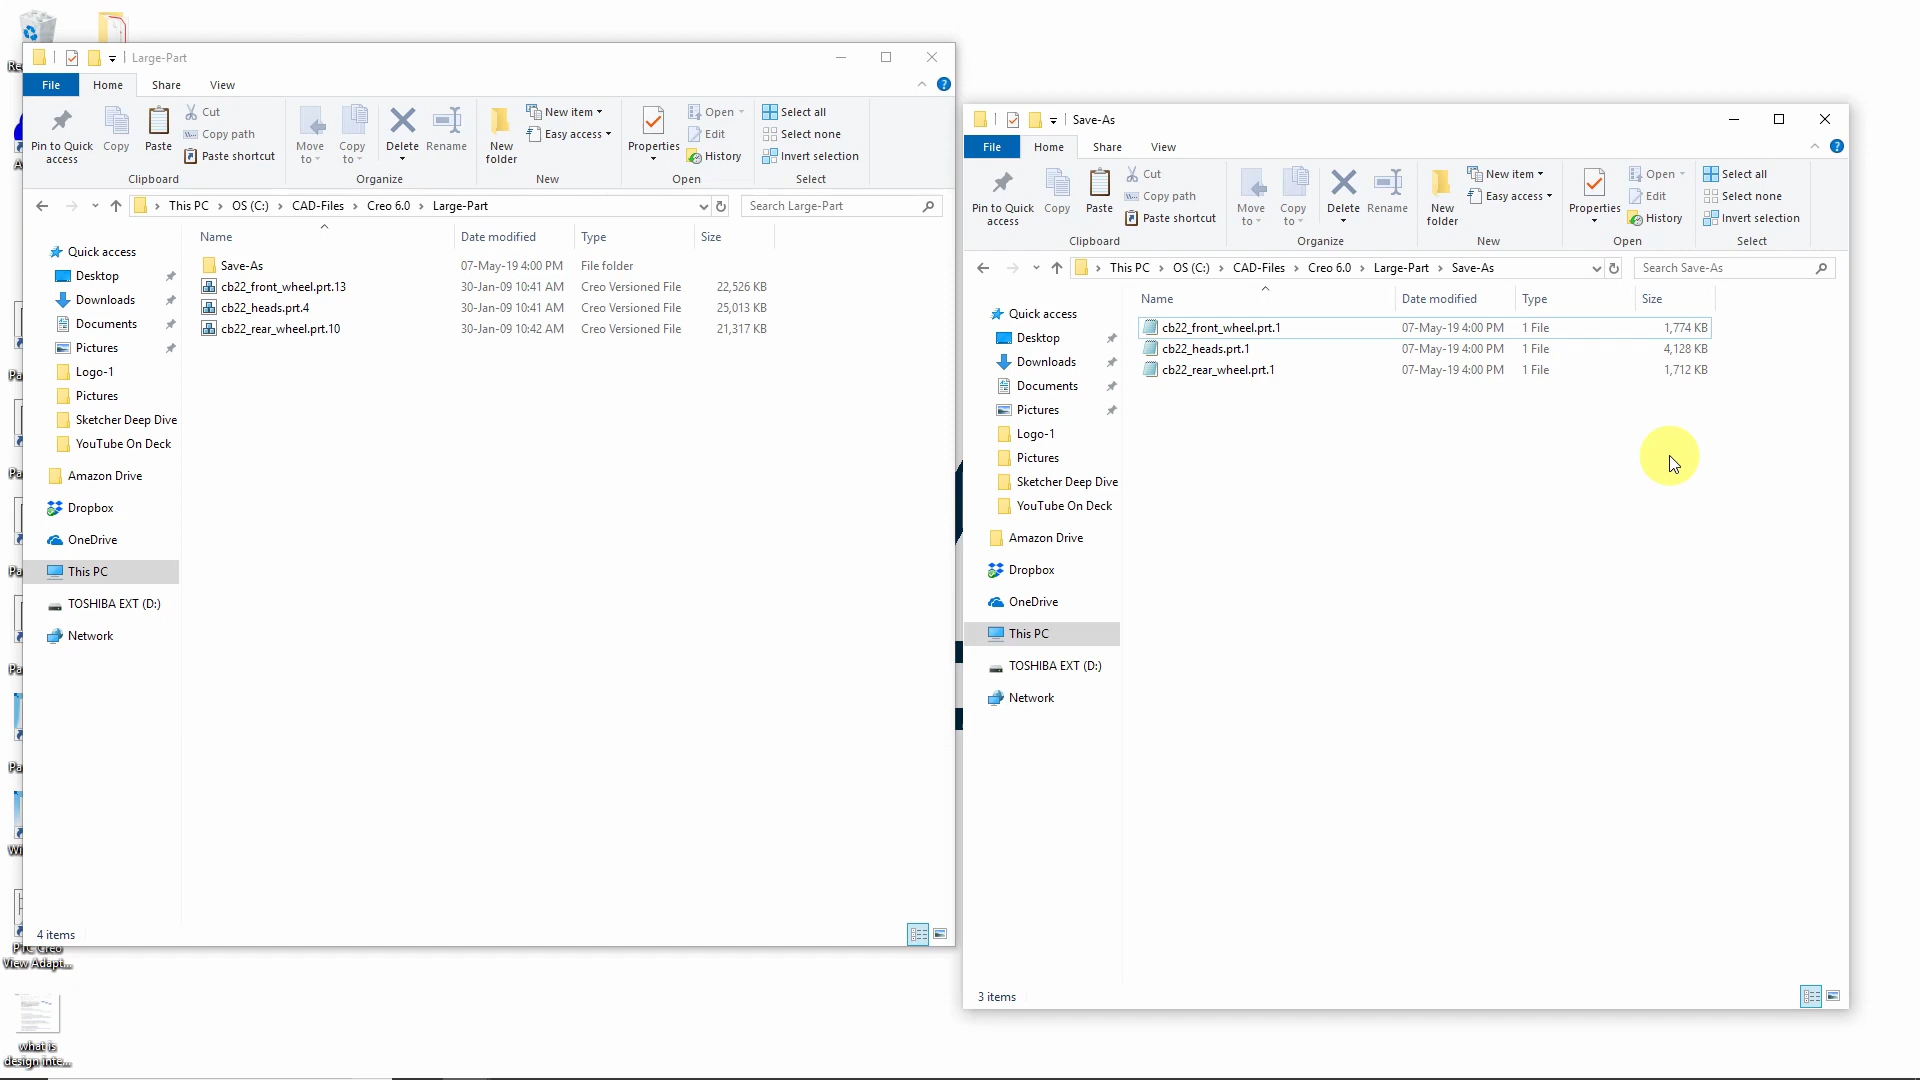 Large-Part
File Home Share View
Pin to Quick access
Copy
Paste
Cut
Copy path
Paste shortcut
Clipboard
Move to
Copy to
Delete
Rename
Organize
New folder
New item
Easy access
New
Properties
Open
Edit
History
Open
Select all
Select none
Invert selection
Select
This PC > OS (C:) > CAD-Files > Creo 6.0 > Large-Part
Search Large-Part
Name Date modified Type Size
Save-As 07-May-19 4:00 PM File folder
cb22_front_wheel.prt.13 30-Jan-09 10:41 AM Creo Versioned File 22,526 KB
cb22_heads.prt.4 30-Jan-09 10:41 AM Creo Versioned File 25,013 KB
cb22_rear_wheel.prt.10 30-Jan-09 10:42 AM Creo Versioned File 21,317 KB
Quick access
Desktop
Downloads
Documents
Pictures
Logo-1
Pictures
Sketcher Deep Dive
YouTube On Deck
Amazon Drive
Dropbox
OneDrive
This PC
TOSHIBA EXT (D:)
Network
4 items
Save-As
File Home Share View
Pin to Quick access
Copy
Paste
Cut
Copy path
Paste shortcut
Clipboard
Move to
Copy to
Delete
Rename
Organize
New folder
New item
Easy access
New
Properties
Open
Edit
History
Open
Select all
Select none
Invert selection
Select
This PC > OS (C:) > CAD-Files > Creo 6.0 > Large-Part > Save-As
Search Save-As
Name Date modified Type Size
cb22_front_wheel.prt.1 07-May-19 4:00 PM 1 File 1,774 KB
cb22_heads.prt.1 07-May-19 4:00 PM 1 File 4,128 KB
cb22_rear_wheel.prt.1 07-May-19 4:00 PM 1 File 1,712 KB
Quick access
Desktop
Downloads
Documents
Pictures
Logo-1
Pictures
Sketcher Deep Dive
YouTube On Deck
Amazon Drive
Dropbox
OneDrive
This PC
TOSHIBA EXT (D:)
Network
3 items
PTC Creo
View Adapt...
what is
design inte...